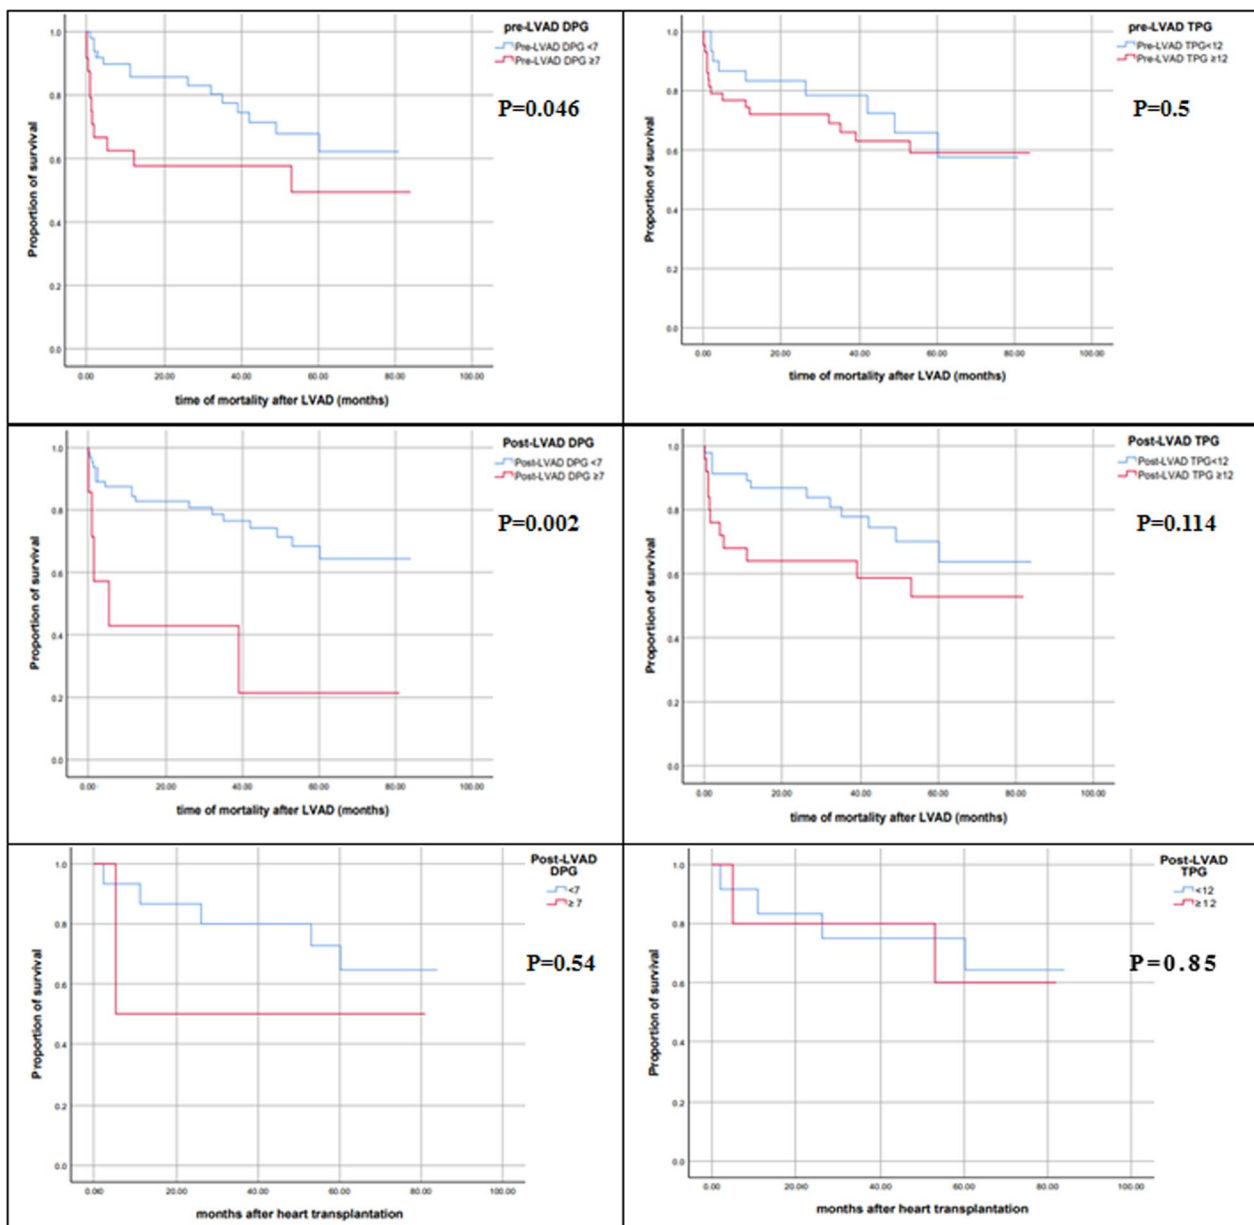 pre-LVAD DPG
Pre-LVAD DPG <7
Pre-LVAD DPG ≥7
P=0.046
Proportion of survival
1.0
0.8
0.6
0.4
0.2
0.0
0.00 20.00 40.00 60.00 80.00 100.00
time of mortality after LVAD (months)
pre-LVAD TPG
Pre-LVAD TPG<12
Pre-LVAD TPG ≥12
P=0.5
Proportion of survival
1.0
0.8
0.6
0.4
0.2
0.0
0.00 20.00 40.00 60.00 80.00 100.00
time of mortality after LVAD (months)
Post-LVAD DPG
Post-LVAD DPG <7
Post-LVAD DPG ≥7
P=0.002
Proportion of survival
1.0
0.8
0.6
0.4
0.2
0.0
0.00 20.00 40.00 60.00 80.00 100.00
time of mortality after LVAD (months)
Post-LVAD TPG
Post-LVAD TPG<12
Post-LVAD TPG ≥12
P=0.114
Proportion of survival
1.0
0.8
0.6
0.4
0.2
0.0
0.00 20.00 40.00 60.00 80.00 100.00
time of mortality after LVAD (months)
Post-LVAD
DPG
<7
≥7
P=0.54
Proportion of survival
1.0
0.8
0.6
0.4
0.2
0.0
0.00 20.00 40.00 60.00 80.00 100.00
months after heart transplantation
Post-LVAD
TPG
<12
≥12
P=0.85
Proportion of survival
1.0
0.8
0.6
0.4
0.2
0.0
0.00 20.00 40.00 60.00 80.00 100.00
months after heart transplantation